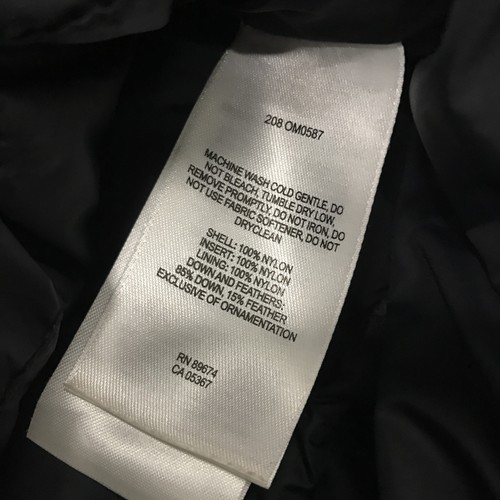 208 OM0587
MACHINE WASH COLD GENTLE, DO
NOT BLEACH, TUMBLE DRY LOW,
REMOVE PROMPTLY, DO NOT IRON, DO
NOT USE FABRIC SOFTENER, DO NOT
DRYCLEAN
SHELL: 100% NYLON
INSERT: 100% NYLON
LINING: 100% NYLON
DOWN AND FEATHERS:
85% DOWN, 15% FEATHER
EXCLUSIVE OF ORNAMENTATION
RN 89674
CA 05367